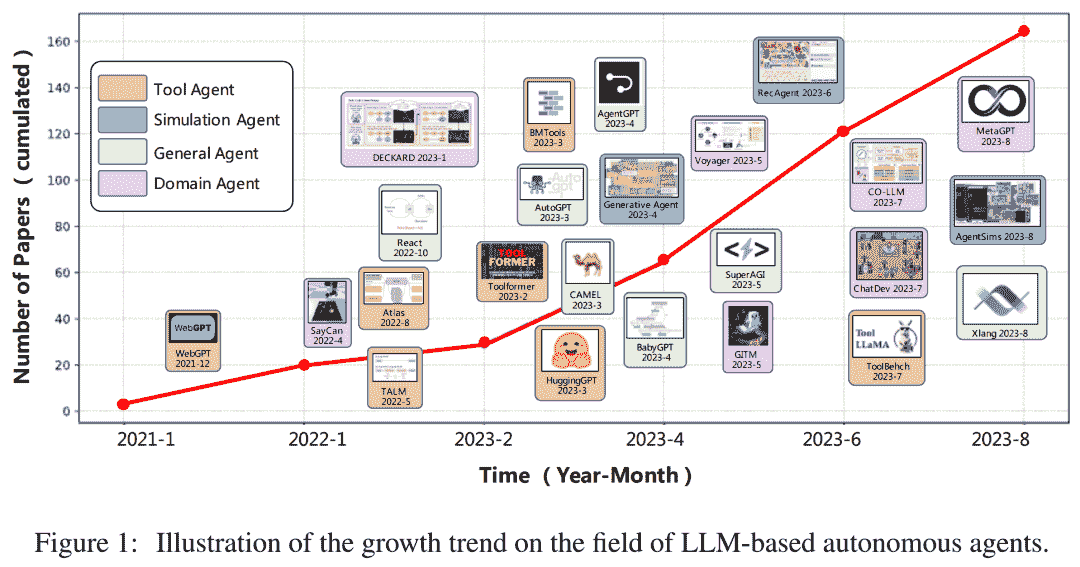 Number of Papers ( cumulated )
160
140
120
100
80
60
40
20
0
Tool Agent
Simulation Agent
General Agent
Domain Agent
WebGPT
WebGPT
2021-12
SayCan
2022-4
DECKARD 2023-1
React
2022-10
Atlas
2022-8
TALM
2022-5
BMTools
2023-3
AgentGPT
2023-4
Auto
gpt
AutoGPT
2023-3
Generative Agent
2023-4
TOOL
FORMER
Toolformer
2023-2
CAMEL
2023-3
HuggingGPT
2023-3
BabyGPT
2023-4
RecAgent 2023-6
Voyager 2023-5
SuperAGI
2023-5
GITM
2023-5
MetaGPT
2023-8
CO-LLM
2023-7
AgentSims 2023-8
ChatDev 2023-7
Tool
LLaMA
ToolBehch
2023-7
Xlang 2023-8
2021-1
2022-1
2023-2
2023-4
2023-6
2023-8
Time ( Year-Month )
Figure 1: Illustration of the growth trend on the field of LLM-based autonomous agents.